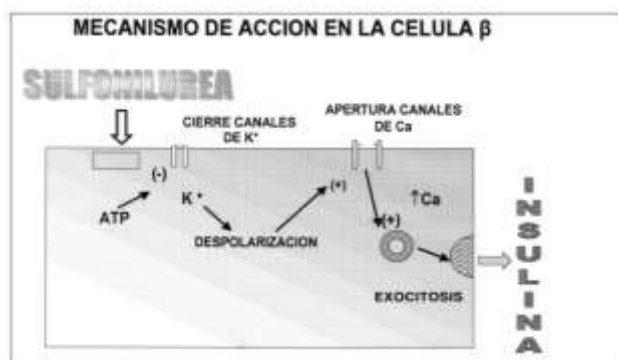 MECANISMO DE ACCION EN LA CELULA β
SULFONILUREA
CIERRE CANALES
DE K⁺
APERTURA CANALES
DE Ca
(-)
(+)
ATP
K⁺
↑Ca
(+)
DESPOLARIZACION
EXOCITOSIS
INSULINA